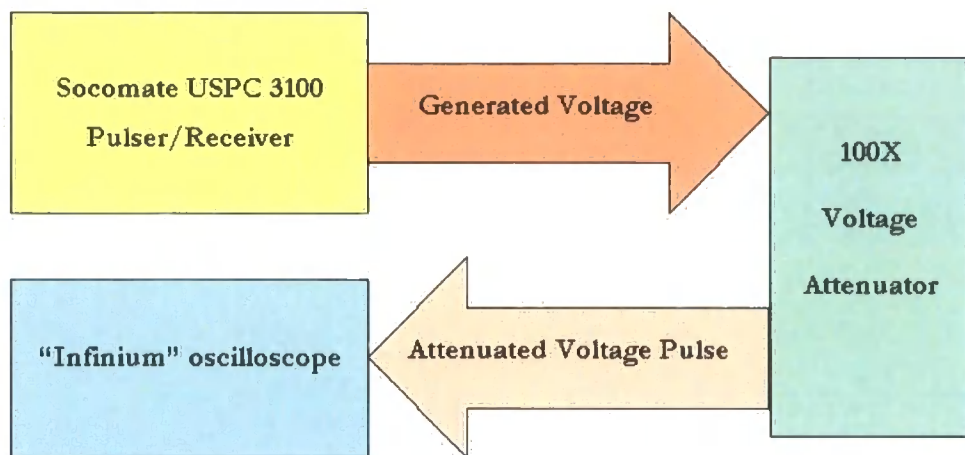 Socomate USPC 3100
Pulser/Receiver
Generated Voltage
100X
Voltage
Attenuator
“Infinium” oscilloscope
Attenuated Voltage Pulse